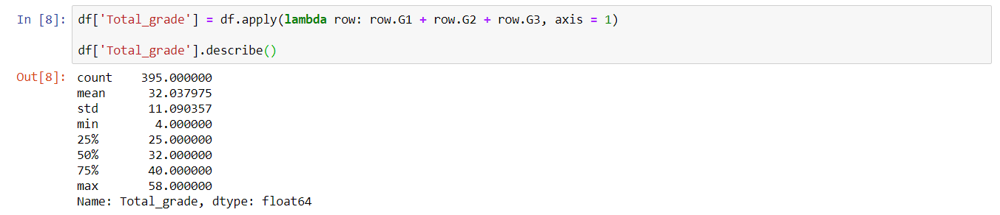 In [8]: df['Total_grade'] = df.apply(lambda row: row.G1 + row.G2 + row.G3, axis = 1)
df['Total_grade'].describe()
Out[8]: count    395.000000
mean      32.037975
std       11.090357
min        4.000000
25%       25.000000
50%       32.000000
75%       40.000000
max       58.000000
Name: Total_grade, dtype: float64